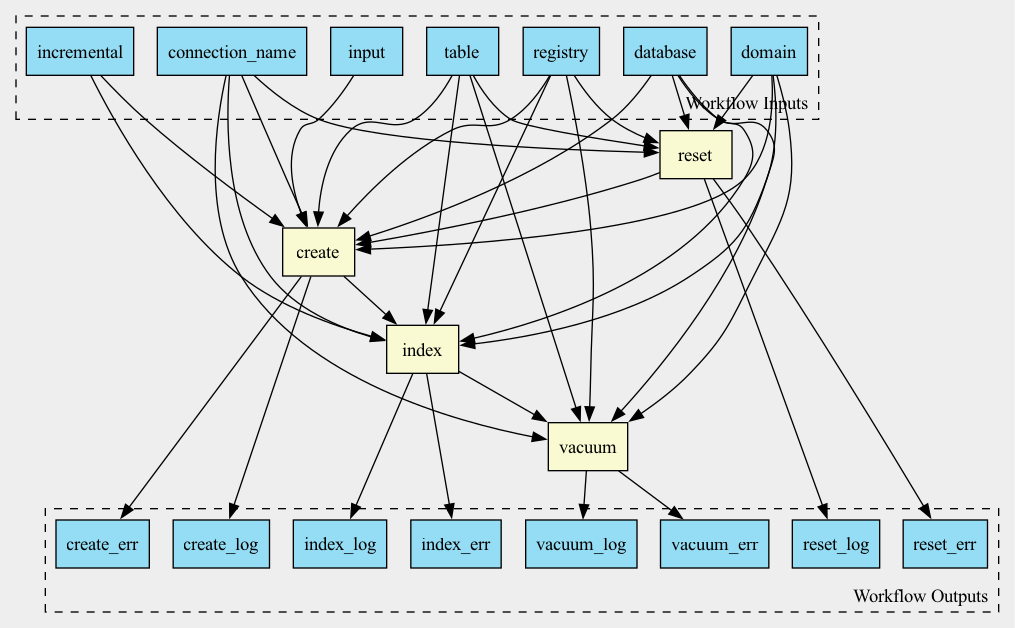 incremental
connection_name
input
table
registry
database
domain
Workflow Inputs
reset
create
index
vacuum
create_err
create_log
index_log
index_err
vacuum_log
vacuum_err
reset_log
reset_err
Workflow Outputs